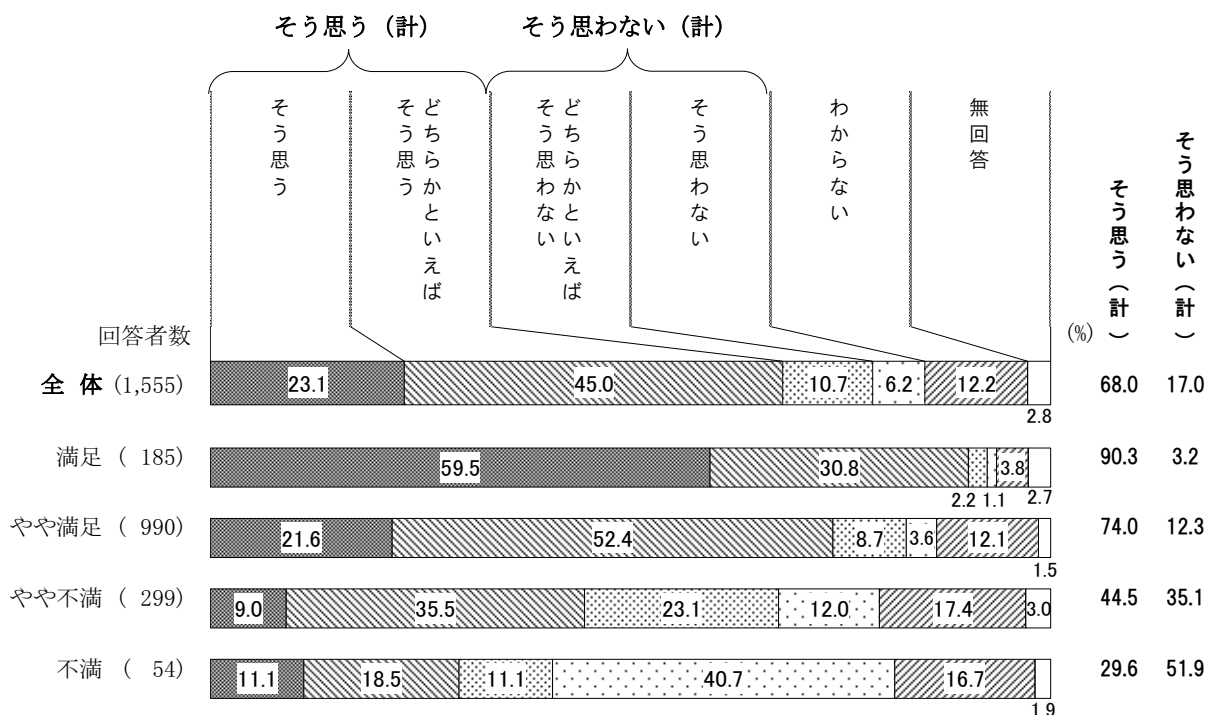 そう思う（計） そう思わない（計）
そう思う
どちらかといえば
そう思う
どちらかといえば
そう思わない
そう思わない
わからない
無回答
そう思う（計）
そう思わない（計）
回答者数
(%)
全 体 (1,555) 23.1 45.0 10.7 6.2 12.2 2.8 68.0 17.0
満足 ( 185) 59.5 30.8 2.2 1.1 3.8 2.7 90.3 3.2
やや満足 ( 990) 21.6 52.4 8.7 3.6 12.1 1.5 74.0 12.3
やや不満 ( 299) 9.0 35.5 23.1 12.0 17.4 3.0 44.5 35.1
不満 ( 54) 11.1 18.5 11.1 40.7 16.7 1.9 29.6 51.9